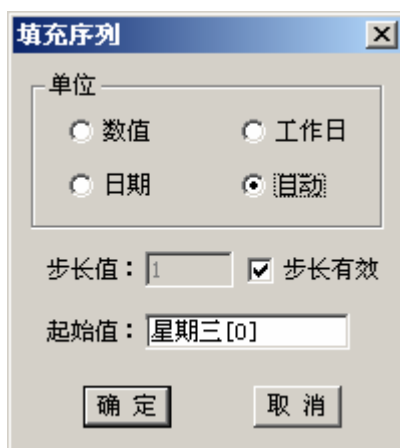 填充序列
单位
数值 工作日
日期 自动
步长值：1 步长有效
起始值：星期三[0]
确 定 取 消